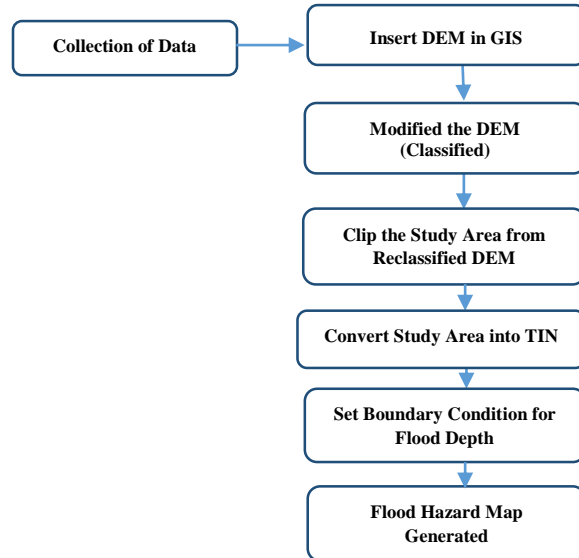 Collection of Data
Insert DEM in GIS
Modified the DEM
(Classified)
Clip the Study Area from
Reclassified DEM
Convert Study Area into TIN
Set Boundary Condition for
Flood Depth
Flood Hazard Map
Generated